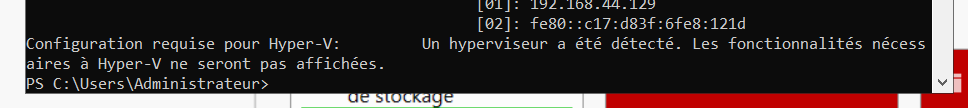 [01]: 192.168.44.129
[02]: fe80::c17:d83f:6fe8:121d
Configuration requise pour Hyper-V: Un hyperviseur a été détecté. Les fonctionnalités nécess
aires à Hyper-V ne seront pas affichées.
PS C:\Users\Administrateur>
de stockage